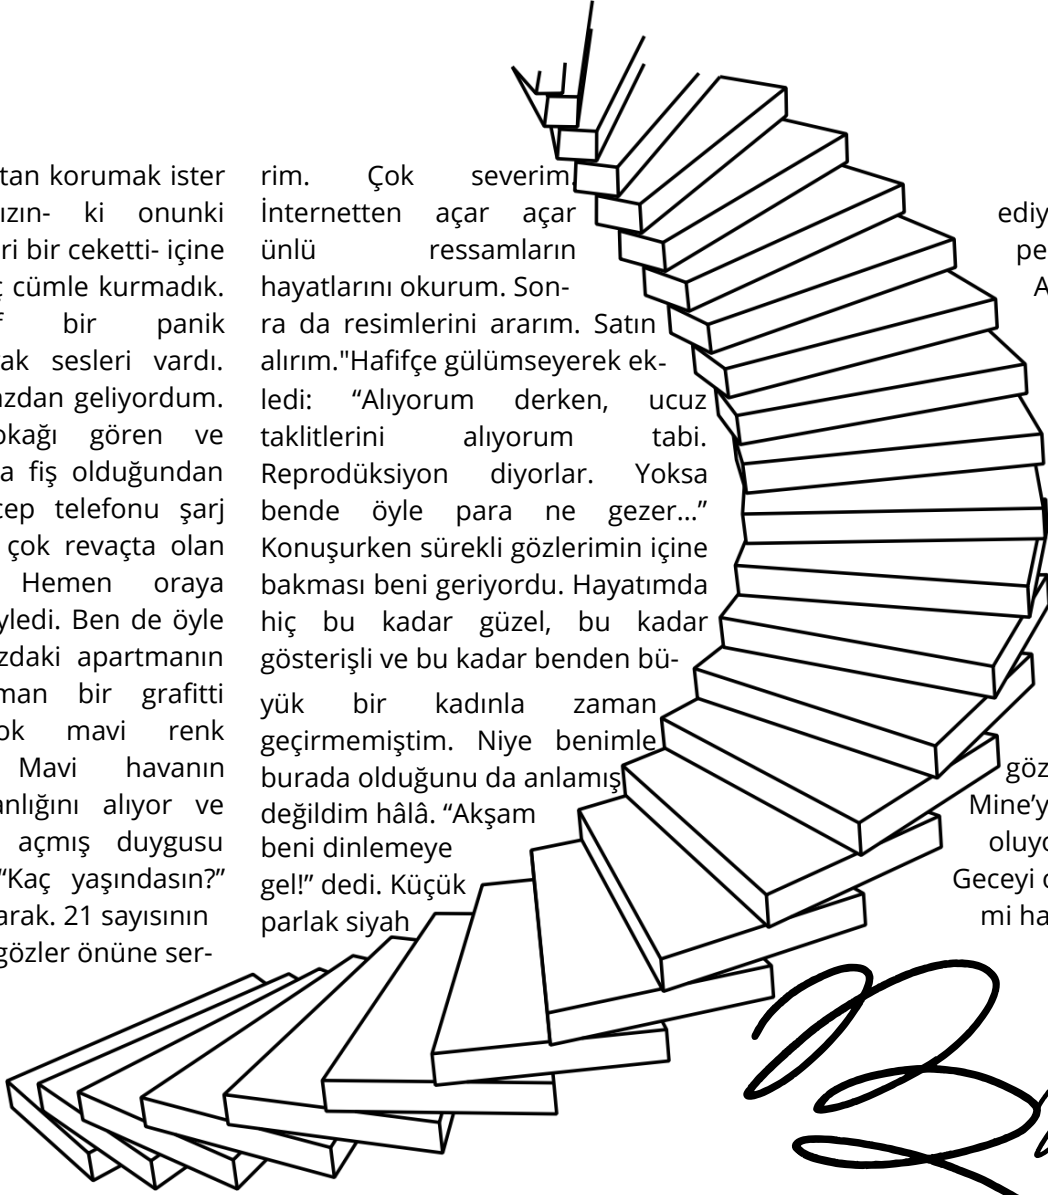 tan korumak ister
ızın- ki onunki
ri bir ceketti- içine
cümle kurmadık.
bir panik
ak sesleri vardı.
azdan geliyordum.
okağı gören ve
a fiş olduğundan
cep telefonu şarj
çok revaçta olan
Hemen oraya
yledi. Ben de öyle
zdaki apartmanın
man bir grafitti
ok mavi renk
Mavi havanın
anlığını alıyor ve
açmış duygusu
“Kaç yaşındasın?”
arak. 21 sayısının
gözler önüne ser-
rim. Çok severim.
İnternetten açar açar
ünlü ressamların
hayatlarını okurum. Son-
ra da resimlerini ararım. Satın
alırım."Hafifçe gülümseyerek ek-
ledi: “Alıyorum derken, ucuz
taklitlerini alıyorum tabi.
Reprodüksiyon diyorlar. Yoksa
bende öyle para ne gezer...”
Konuşurken sürekli gözlerimin içine
bakması beni geriyordu. Hayatımda
hiç bu kadar güzel, bu kadar
gösterişli ve bu kadar benden bü-
yük bir kadınla zaman
geçirmemiştim. Niye benimle
burada olduğunu da anlamış
değildim hâlâ. “Akşam
beni dinlemeye
gel!” dedi. Küçük
parlak siyah
ediy
pe
A
göz
Mine’y
oluyo
Geceyi
mi ha